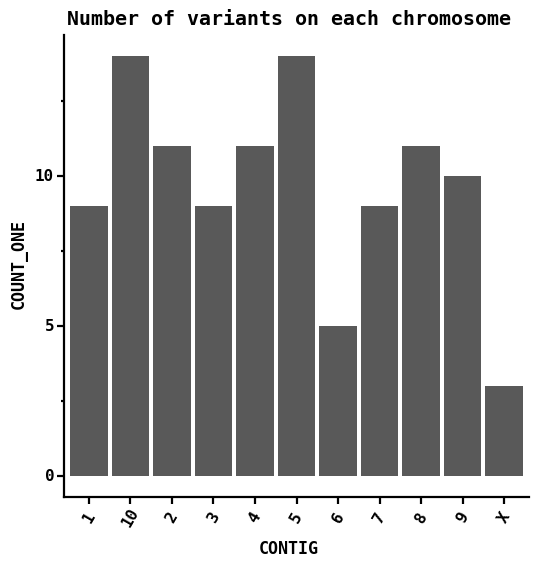 Number of variants on each chromosome
COUNT_ONE
10
5
0
1 10 2 3 4 5 6 7 8 9 X
CONTIG